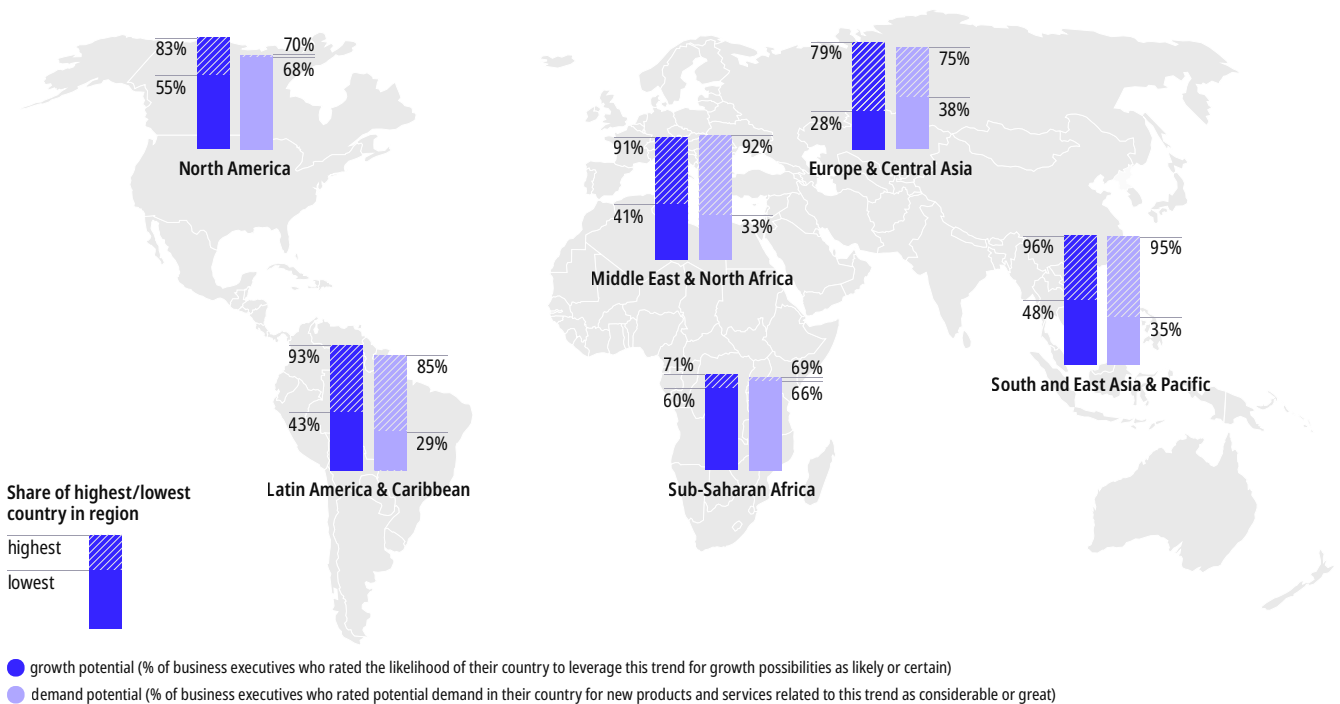 83%
55%
70%
68%
North America
79%
28%
75%
38%
Europe & Central Asia
91%
41%
92%
33%
Middle East & North Africa
96%
48%
95%
35%
South and East Asia & Pacific
93%
43%
85%
29%
Latin America & Caribbean
71%
60%
69%
66%
Sub-Saharan Africa
Share of highest/lowest
country in region
highest
lowest
growth potential (% of business executives who rated the likelihood of their country to leverage this trend for growth possibilities as likely or certain)
demand potential (% of business executives who rated potential demand in their country for new products and services related to this trend as considerable or great)